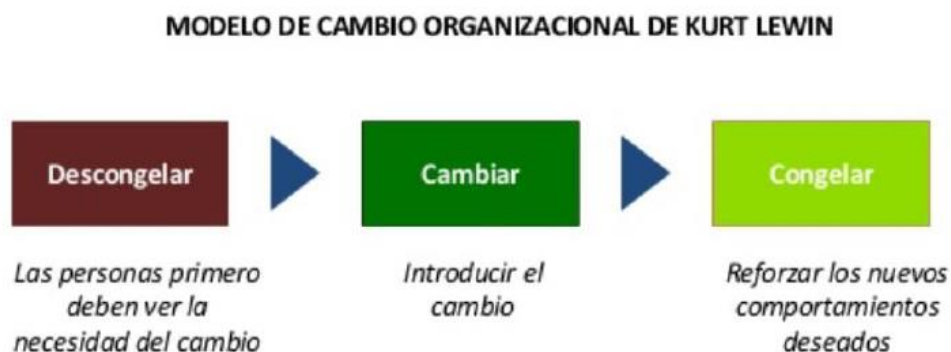 MODELO DE CAMBIO ORGANIZACIONAL DE KURT LEWIN
Descongelar
Cambiar
Congelar
Las personas primero
deben ver la
necesidad del cambio
Introducir el
cambio
Reforzar los nuevos
comportamientos
deseados